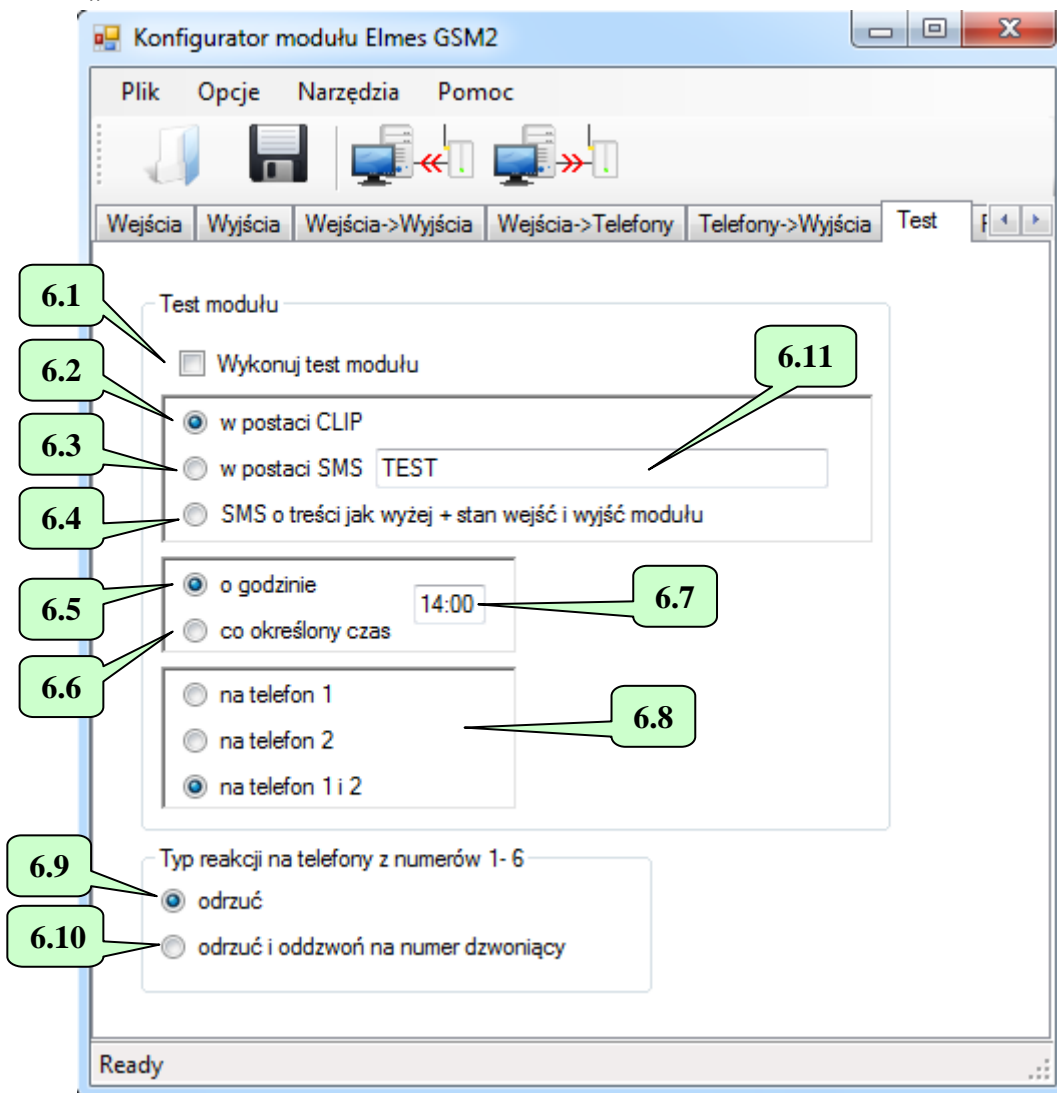 Konfigurator modułu Elmes GSM2
Plik Opcje Narzędzia Pomoc
Wejścia Wyjścia Wejścia->Wyjścia Wejścia->Telefony Telefony->Wyjścia Test
6.1
Test modułu
Wykonuj test modułu
6.11
6.2
w postaci CLIP
6.3
w postaci SMS TEST
6.4
SMS o treści jak wyżej + stan wejść i wyjść modułu
6.5
o godzinie
14:00
6.7
co określony czas
6.6
na telefon 1
6.8
na telefon 2
na telefon 1 i 2
6.9
Typ reakcji na telefony z numerów 1- 6
odrzuć
6.10
odrzuć i oddzwoń na numer dzwoniący
Ready